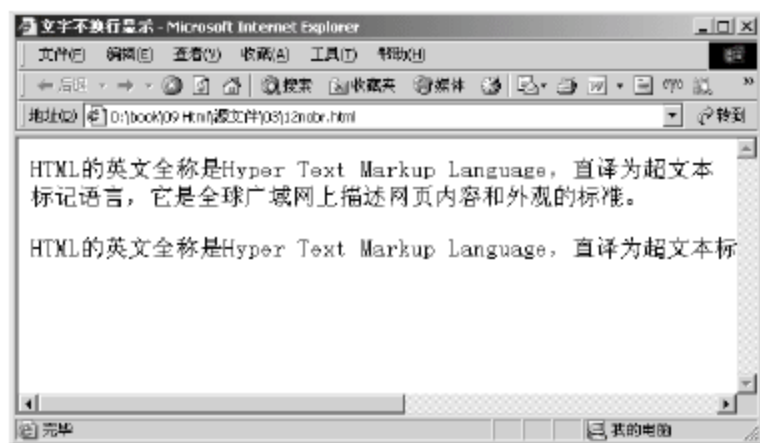 文字不换行显示 - Microsoft Internet Explorer
文件(F) 编辑(E) 查看(V) 收藏(A) 工具(T) 帮助(H)
后退 搜索 收藏夹 媒体
地址(D) D:\book\09 Html\源文件\03\12nobr.html 转到
HTML的英文全称是Hyper Text Markup Language，直译为超文本
标记语言，它是全球广域网上描述网页内容和外观的标准。
HTML的英文全称是Hyper Text Markup Language，直译为超文本标
完毕 我的电脑